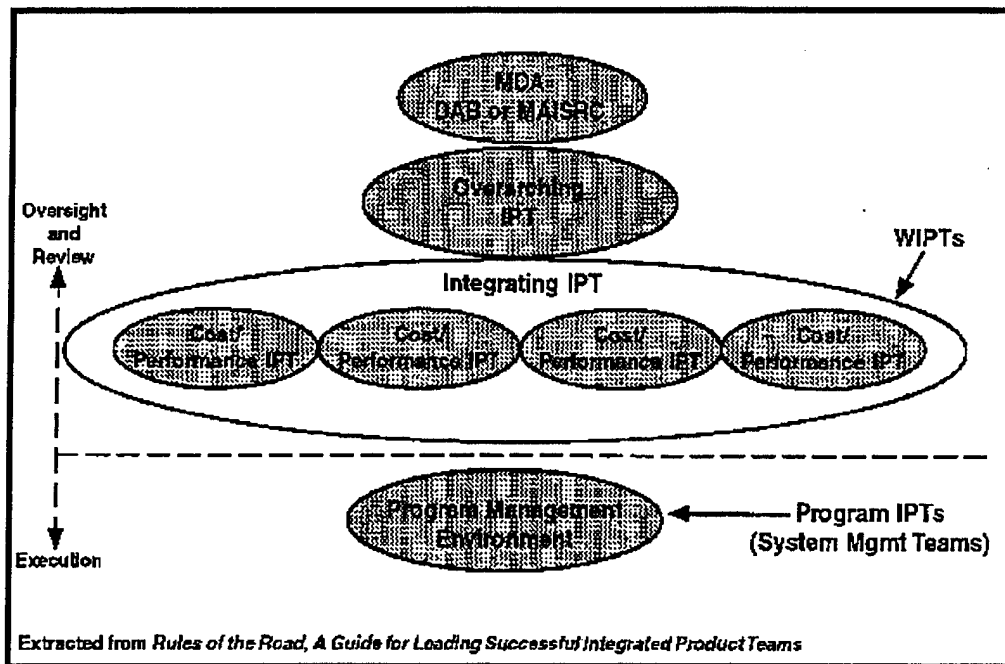 MDA-
DAB or MAISRC
Overarching
IPT
Oversight
and
Review
WIPTs
Integrating IPT
Cost/
Performance IPT
Cost/
Performance IPT
Cost/
Performance IPT
Cost/
Performance IPT
Program Management
Environment
Program IPTs
(System Mgmt Teams)
Execution
Extracted from Rules of the Road, A Guide for Leading Successful Integrated Product Teams